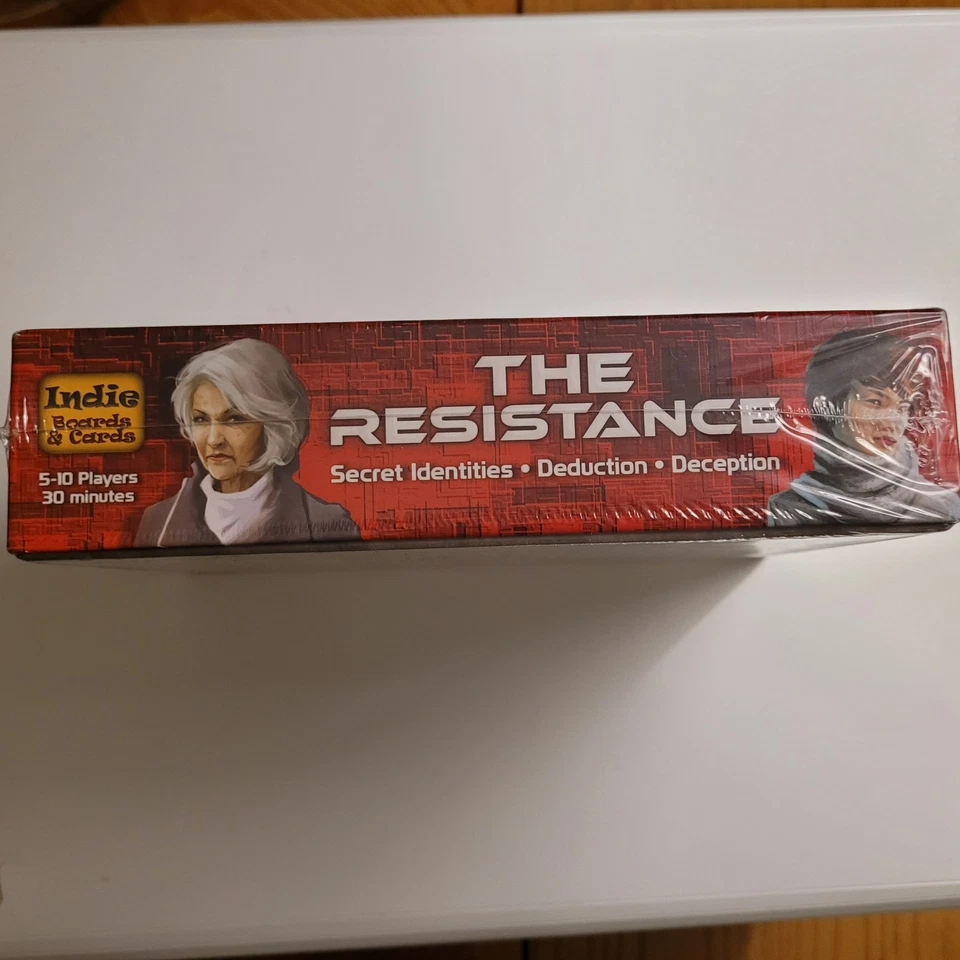 Indie
Boards
& Cards
5-10 Players
30 minutes
THE
RESISTANCE
Secret Identities • Deduction • Deception